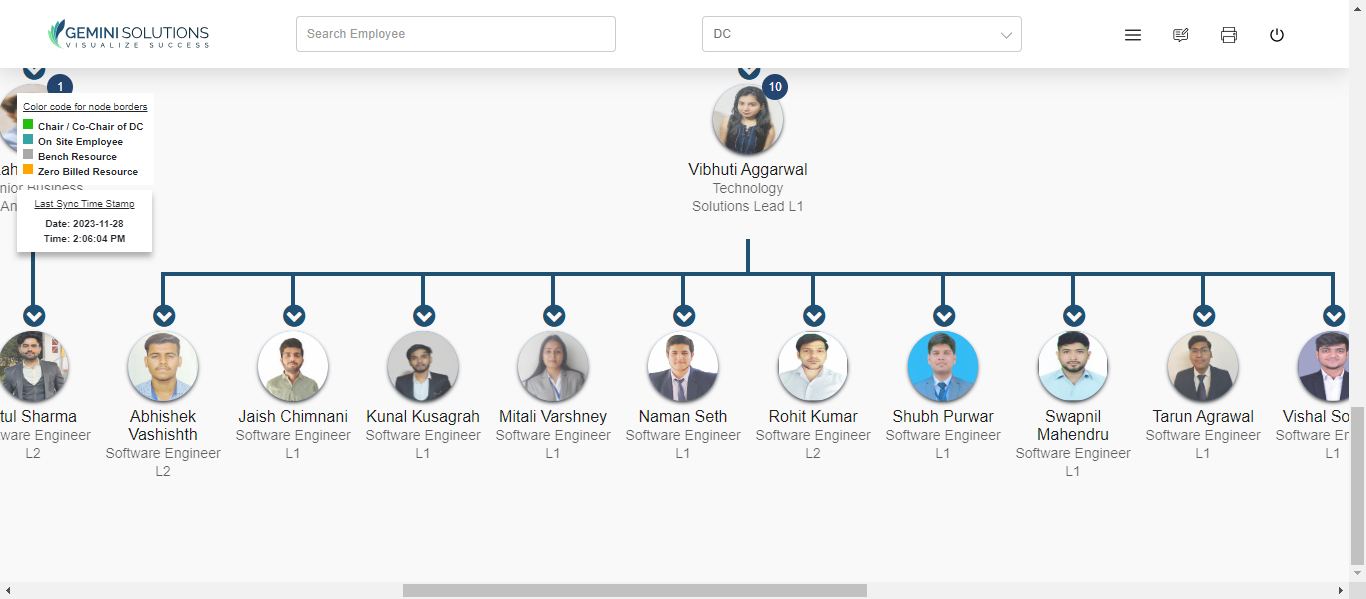 GEMINI SOLUTIONS
VISUALIZE SUCCESS
Search Employee
DC
1
10
Color code for node borders
Chair / Co-Chair of DC
On Site Employee
Bench Resource
Zero Billed Resource
Last Sync Time Stamp
Date: 2023-11-28
Time: 2:06:04 PM
ah
nior Business
An
Vibhuti Aggarwal
Technology
Solutions Lead L1
tul Sharma
ware Engineer
L2
Abhishek
Vashishth
Software Engineer
L2
Jaish Chimnani
Software Engineer
L1
Kunal Kusagrah
Software Engineer
L1
Mitali Varshney
Software Engineer
L1
Naman Seth
Software Engineer
L1
Rohit Kumar
Software Engineer
L2
Shubh Purwar
Software Engineer
L1
Swapnil
Mahendru
Software Engineer
L1
Tarun Agrawal
Software Engineer
L1
Vishal So
Software En
L1